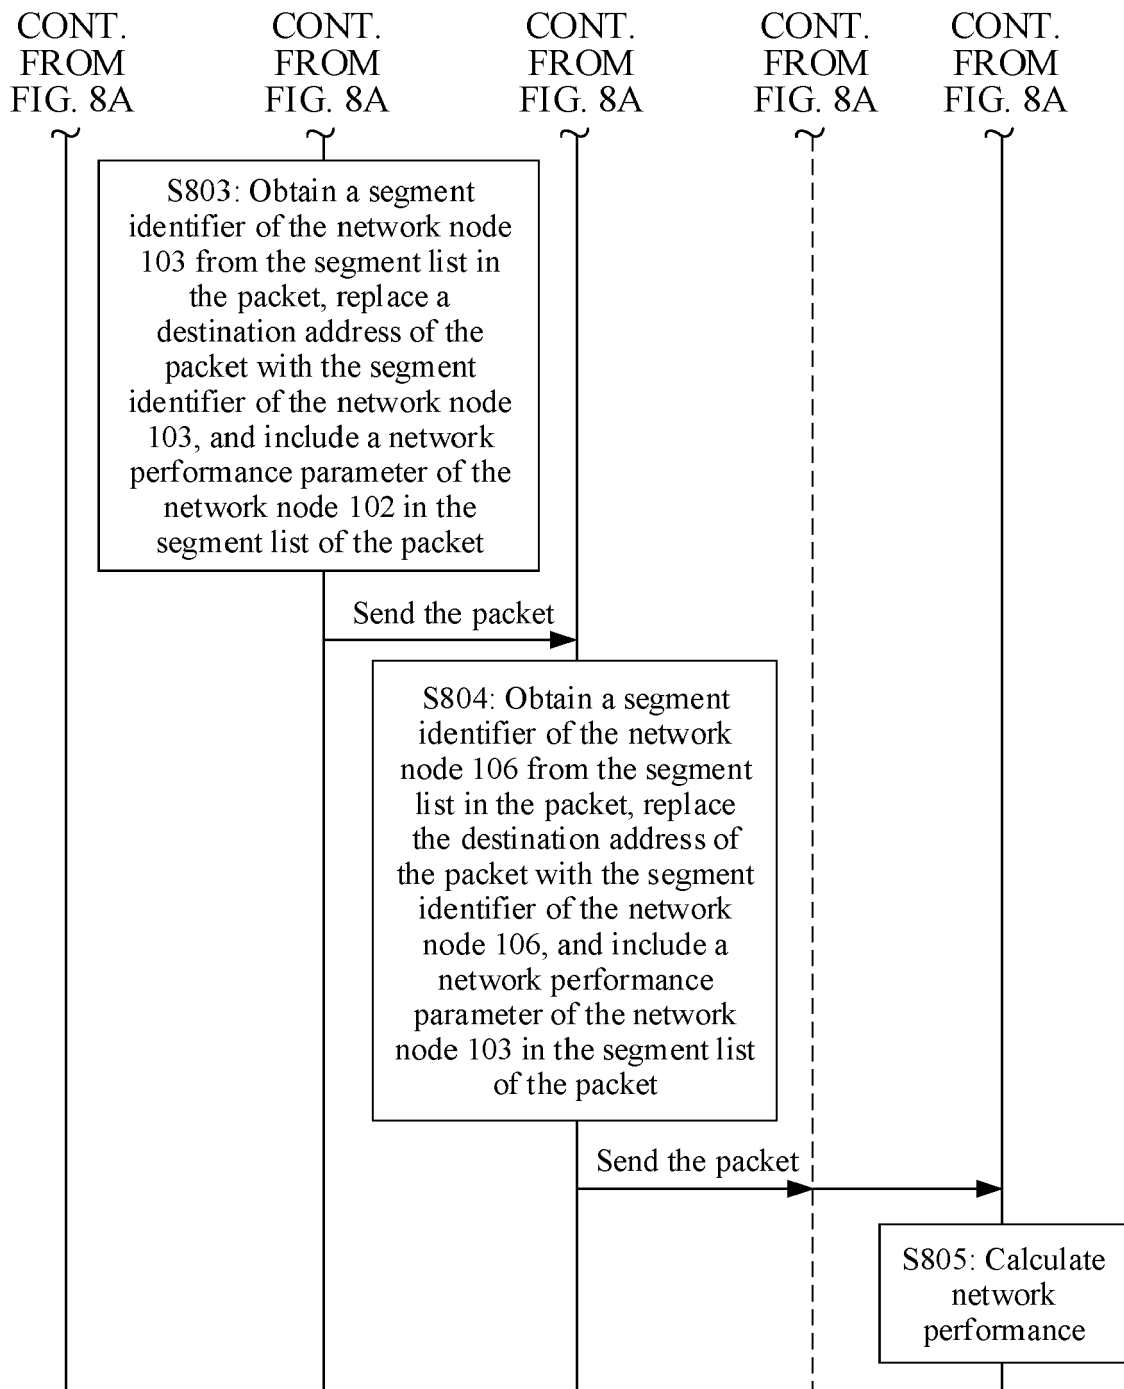 CONT.
FROM
FIG. 8A
CONT.
FROM
FIG. 8A
CONT.
FROM
FIG. 8A
CONT.
FROM
FIG. 8A
CONT.
FROM
FIG. 8A
S803: Obtain a segment
identifier of the network node
103 from the segment list in
the packet, replace a
destination address of the
packet with the segment
identifier of the network node
103, and include a network
performance parameter of the
network node 102 in the
segment list of the packet
Send the packet
S804: Obtain a segment
identifier of the network
node 106 from the segment
list in the packet, replace
the destination address of
the packet with the segment
identifier of the network
node 106, and include a
network performance
parameter of the network
node 103 in the segment list
of the packet
Send the packet
S805: Calculate
network
performance